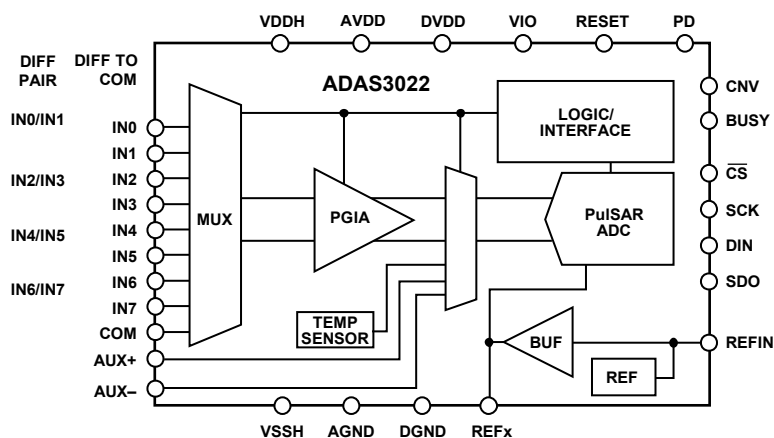 VDDH AVDD DVDD VIO RESET PD
DIFF PAIR
DIFF TO COM
ADAS3022
IN0/IN1
IN2/IN3
IN4/IN5
IN6/IN7
IN0
IN1
IN2
IN3
IN4
IN5
IN6
IN7
COM
AUX+
AUX–
MUX
PGIA
TEMP
SENSOR
LOGIC/
INTERFACE
PulSAR
ADC
BUF
REF
CNV
BUSY
CS
SCK
DIN
SDO
REFIN
VSSH AGND DGND REFx